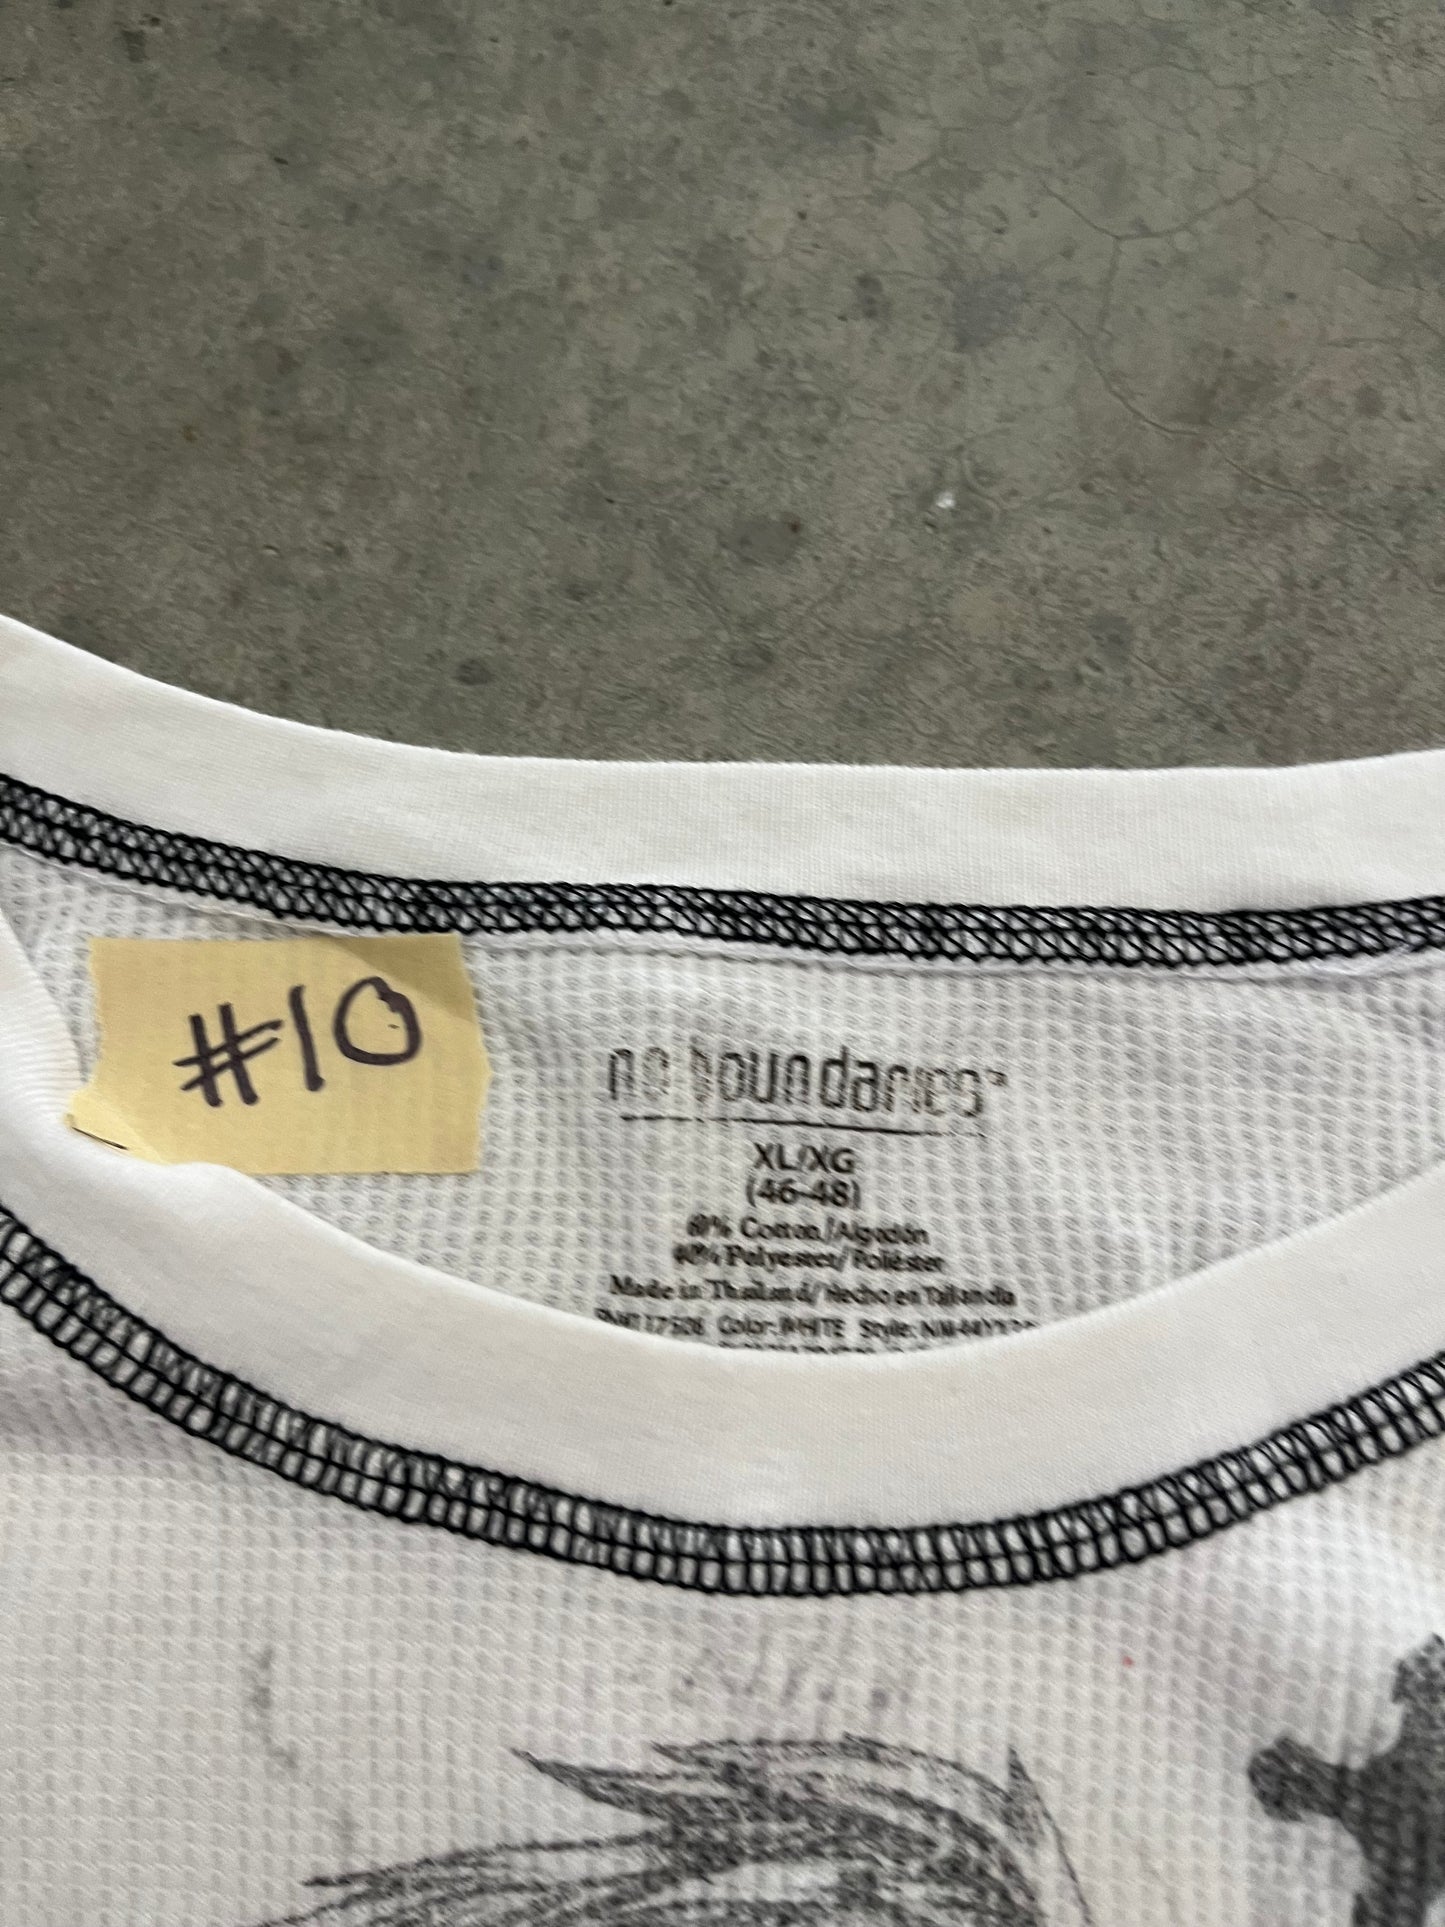 #10
no boundaries
XL/XG
(46-48)
60% Cotton/Algodón
40% Polyester/Poliéster
Made in Thailand/Hecho en Tailandia
Color: WHITE Style: